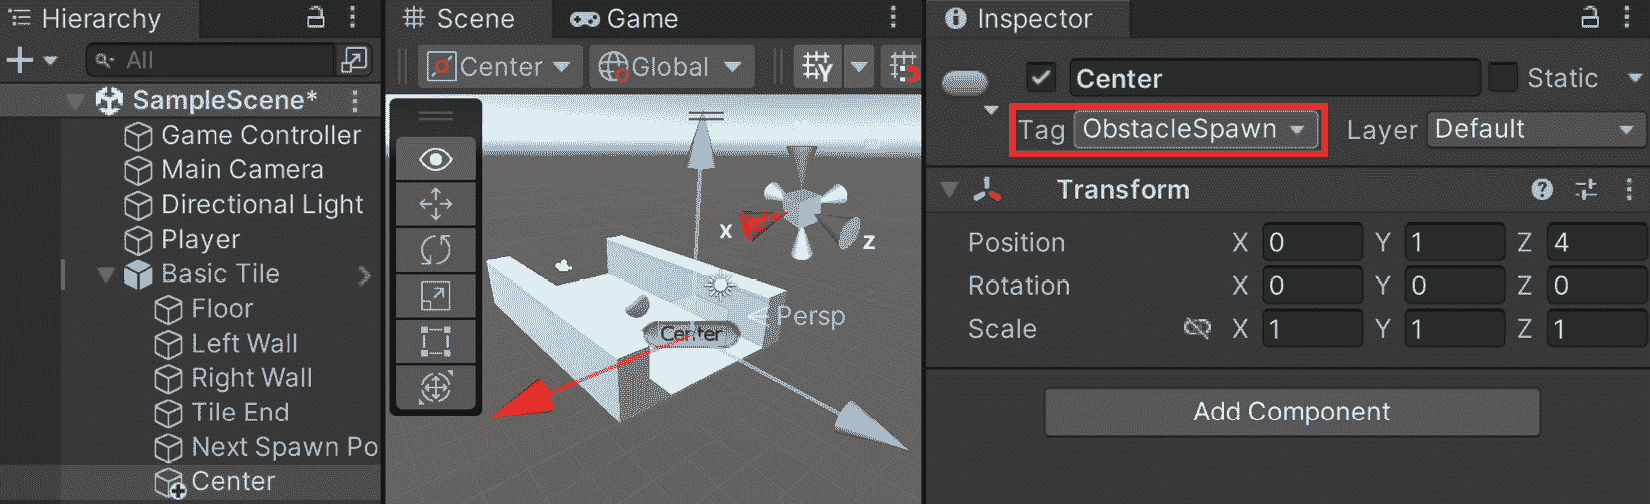 Hierarchy
All
SampleScene*
Game Controller
Main Camera
Directional Light
Player
Basic Tile
Floor
Left Wall
Right Wall
Tile End
Next Spawn Po
Center
Scene
Game
Center
Global
Y
x
z
Persp
Center
Inspector
Center
Static
Tag ObstacleSpawn
Layer Default
Transform
Position X 0 Y 1 Z 4
Rotation X 0 Y 0 Z 0
Scale X 1 Y 1 Z 1
Add Component